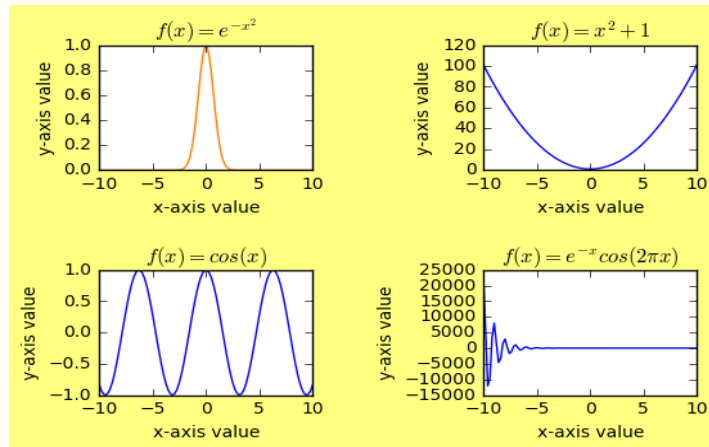 f(x) = e^{-x^2}
1.0
0.8
0.6
0.4
0.2
0.0
y-axis value
−10 −5 0 5 10
x-axis value
f(x) = x^2 + 1
120
100
80
60
40
20
0
y-axis value
−10 −5 0 5 10
x-axis value
f(x) = cos(x)
1.0
0.5
0.0
−0.5
−1.0
y-axis value
−10 −5 0 5 10
x-axis value
f(x) = e^{-x}cos(2πx)
25000
20000
15000
10000
5000
0
−5000
−10000
−15000
y-axis value
−10 −5 0 5 10
x-axis value